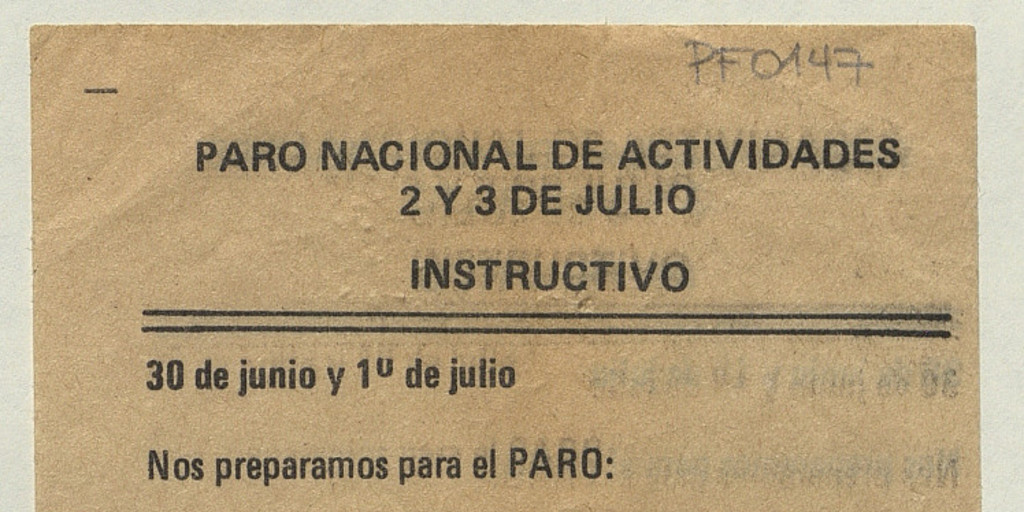 PF0147
PARO NACIONAL DE ACTIVIDADES
2 Y 3 DE JULIO
INSTRUCTIVO
30 de junio y 1º de julio
Nos preparamos para el PARO: